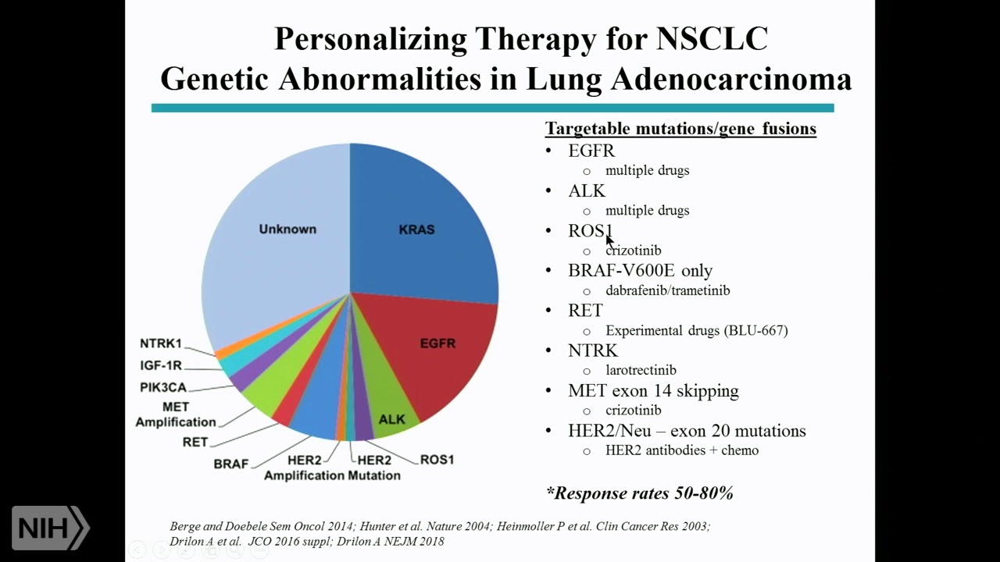 Personalizing Therapy for NSCLC
Genetic Abnormalities in Lung Adenocarcinoma
Unknown
KRAS
EGFR
ALK
ROS1
HER2
Mutation
HER2
Amplification
BRAF
RET
MET
Amplification
PIK3CA
IGF-1R
NTRK1
Targetable mutations/gene fusions
• EGFR
o multiple drugs
• ALK
o multiple drugs
• ROS1
o crizotinib
• BRAF-V600E only
o dabrafenib/trametinib
• RET
o Experimental drugs (BLU-667)
• NTRK
o larotrectinib
• MET exon 14 skipping
o crizotinib
• HER2/Neu – exon 20 mutations
o HER2 antibodies + chemo
*Response rates 50-80%
Berge and Doebele Sem Oncol 2014; Hunter et al. Nature 2004; Heinmoller P et al. Clin Cancer Res 2003;
Drilon A et al. JCO 2016 suppl; Drilon A NEJM 2018
NIH